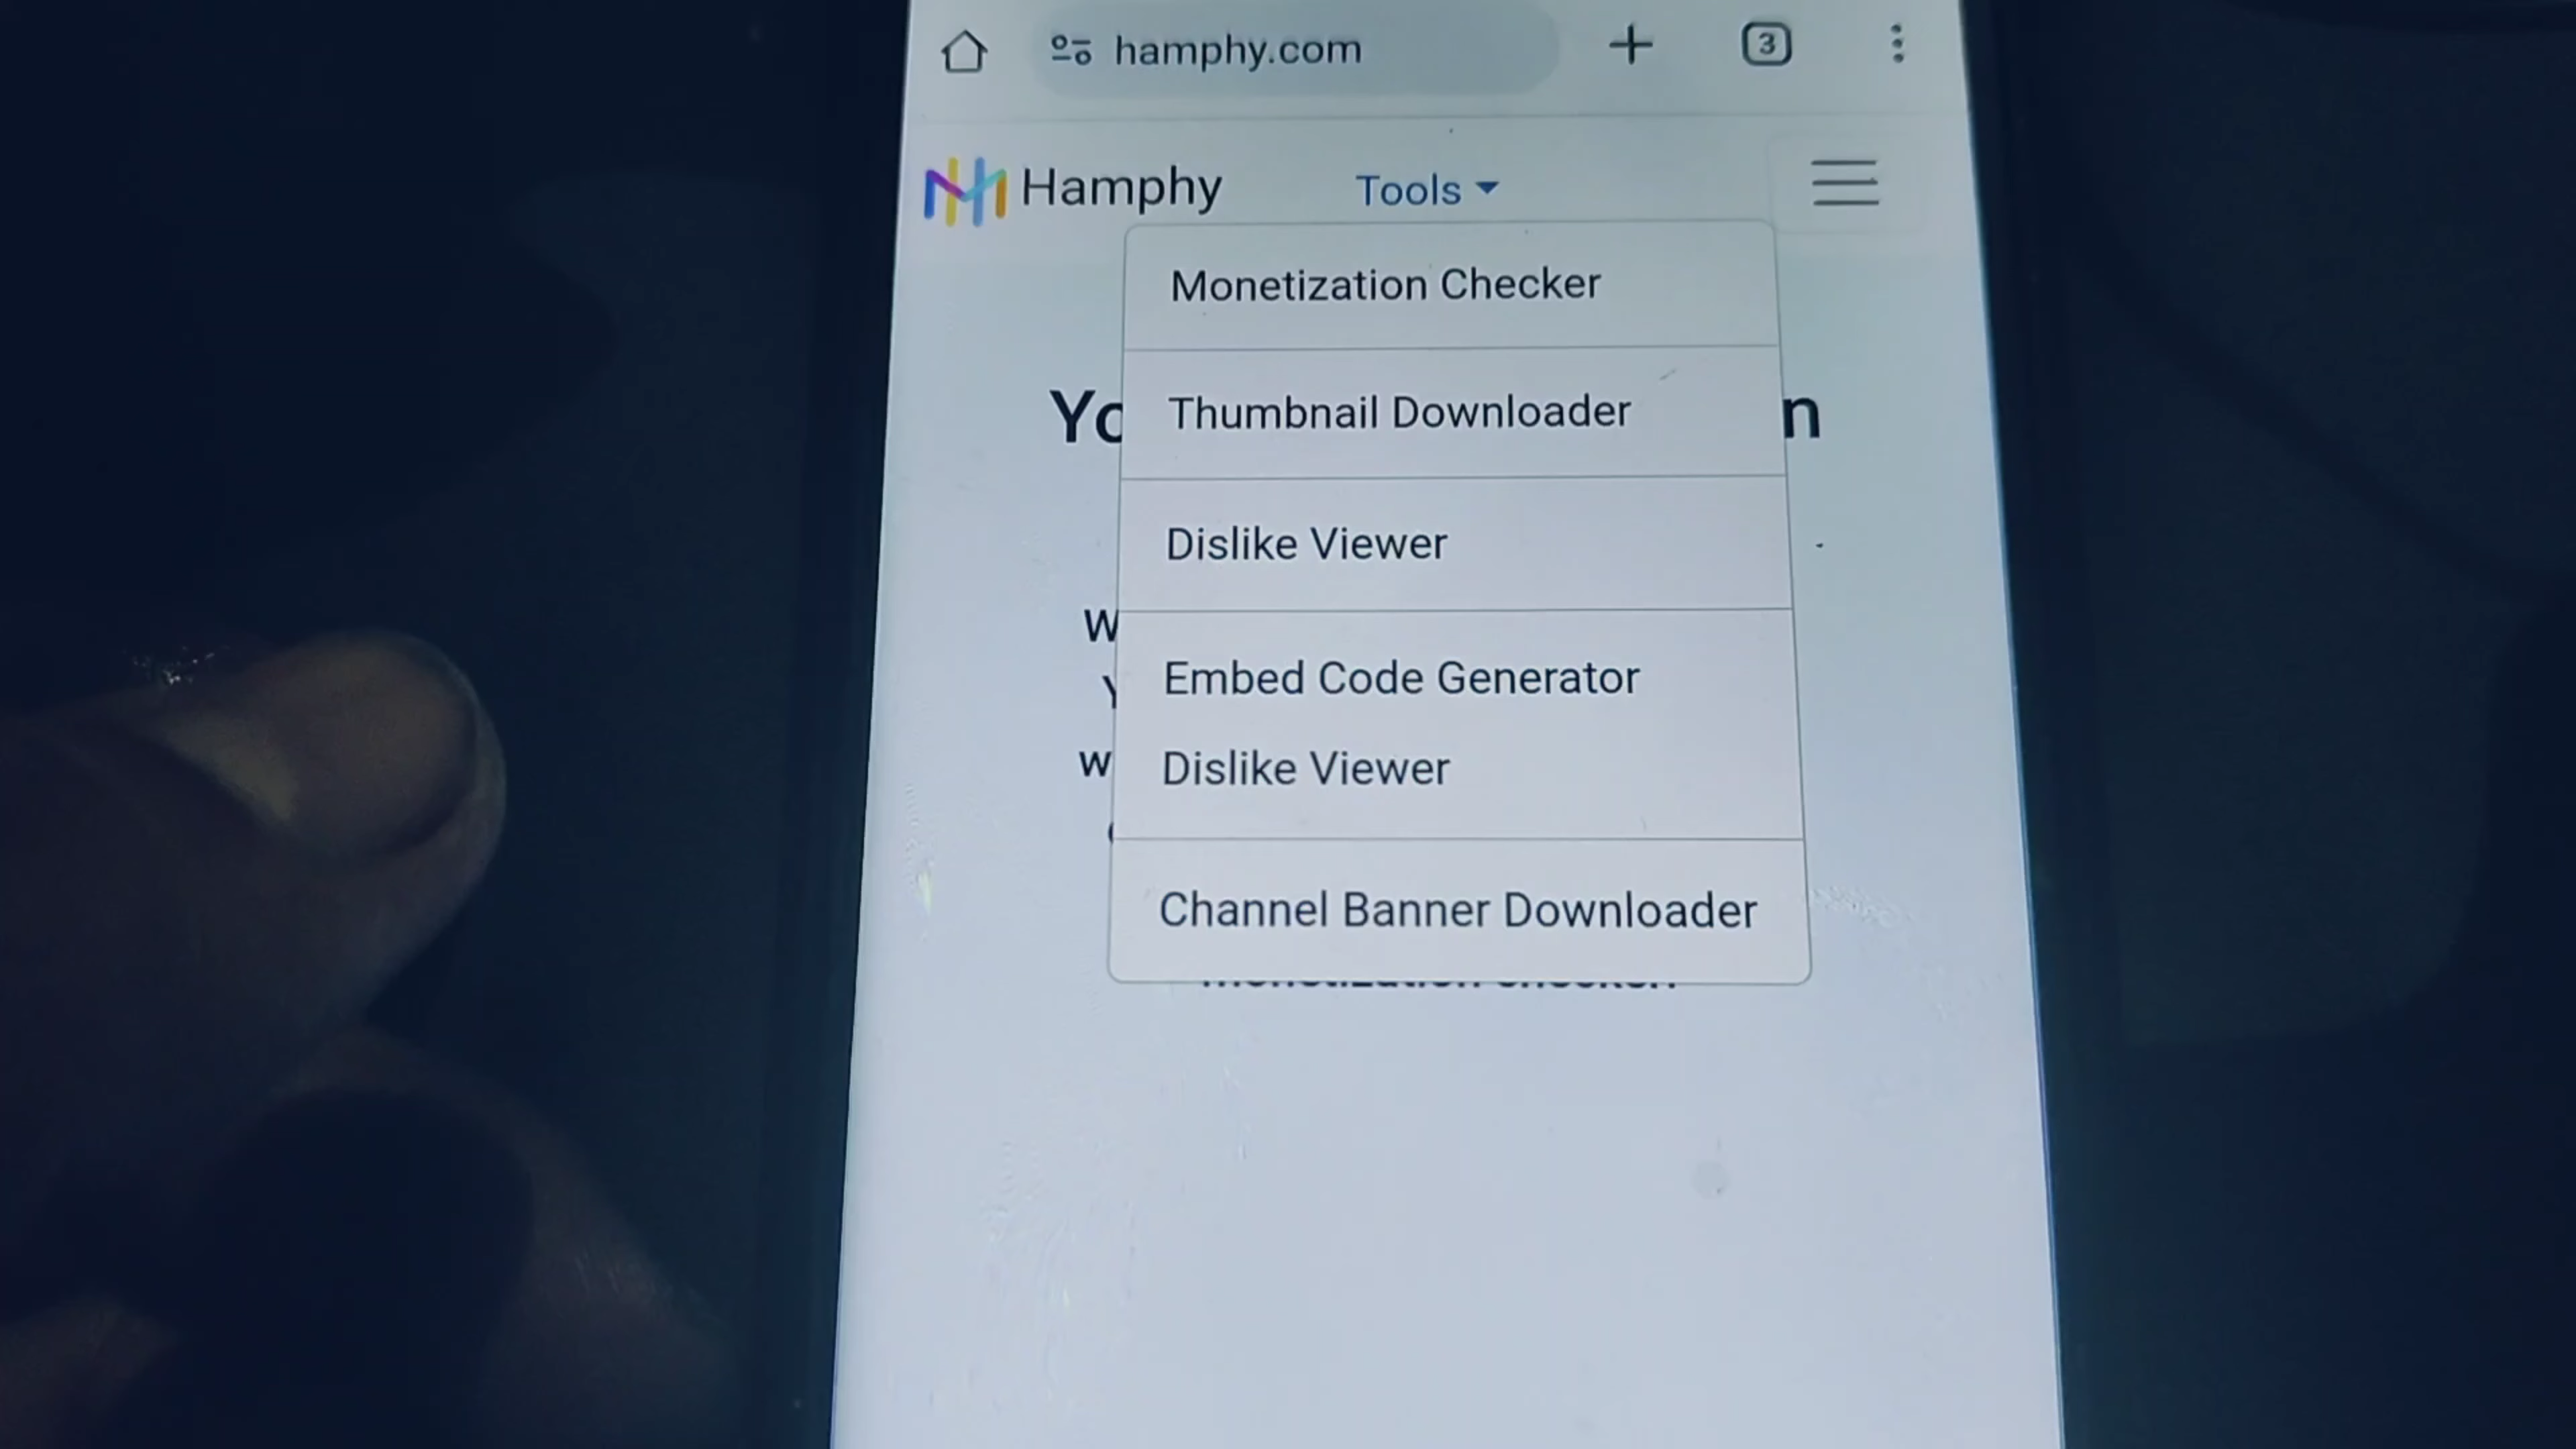 hamphy.com
3
Hamphy
Tools
Monetization Checker
Thumbnail Downloader
Dislike Viewer
Embed Code Generator
Dislike Viewer
Channel Banner Downloader